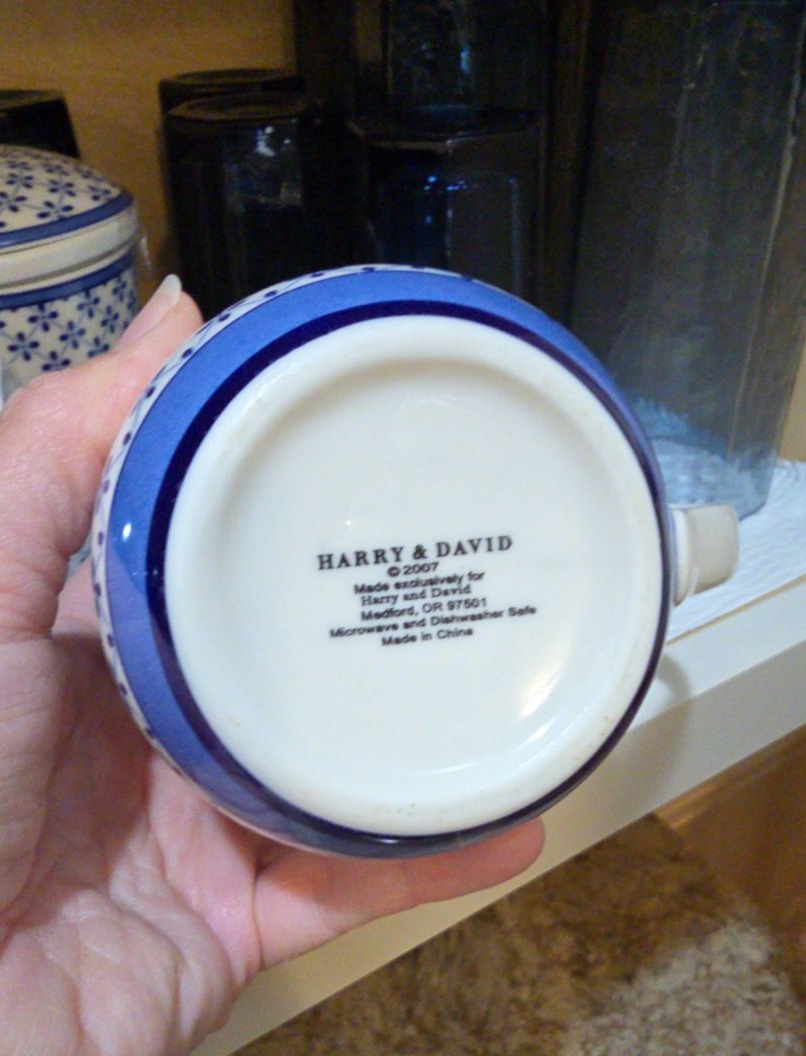 HARRY & DAVID
© 2007
Made exclusively for
Harry and David
Medford, OR 97501
Microwave and Dishwasher Safe
Made in China